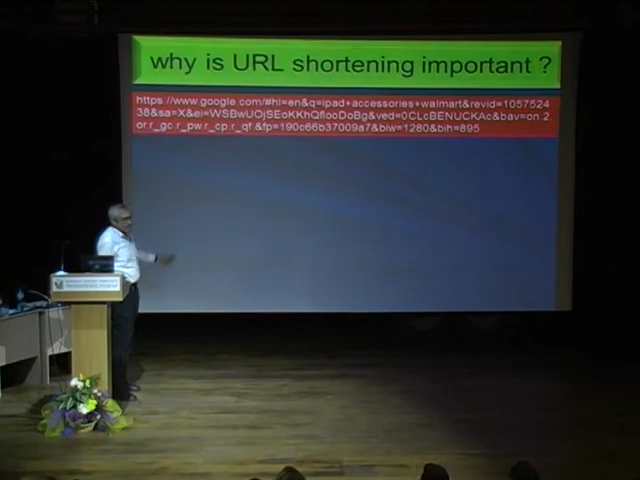 why is URL shortening important ?
https://www.google.com/#hl=en&q=ipad+accessories+walmart&revid=1057524
38&sa=X&ei=WSBwUOjSEoKKhQflooDoBg&ved=0CLcBENUCKAc&bav=on.2,
or.r_gc.r_pw.r_cp.r_qf.&fp=190c66b37009a7&biw=1280&bih=895